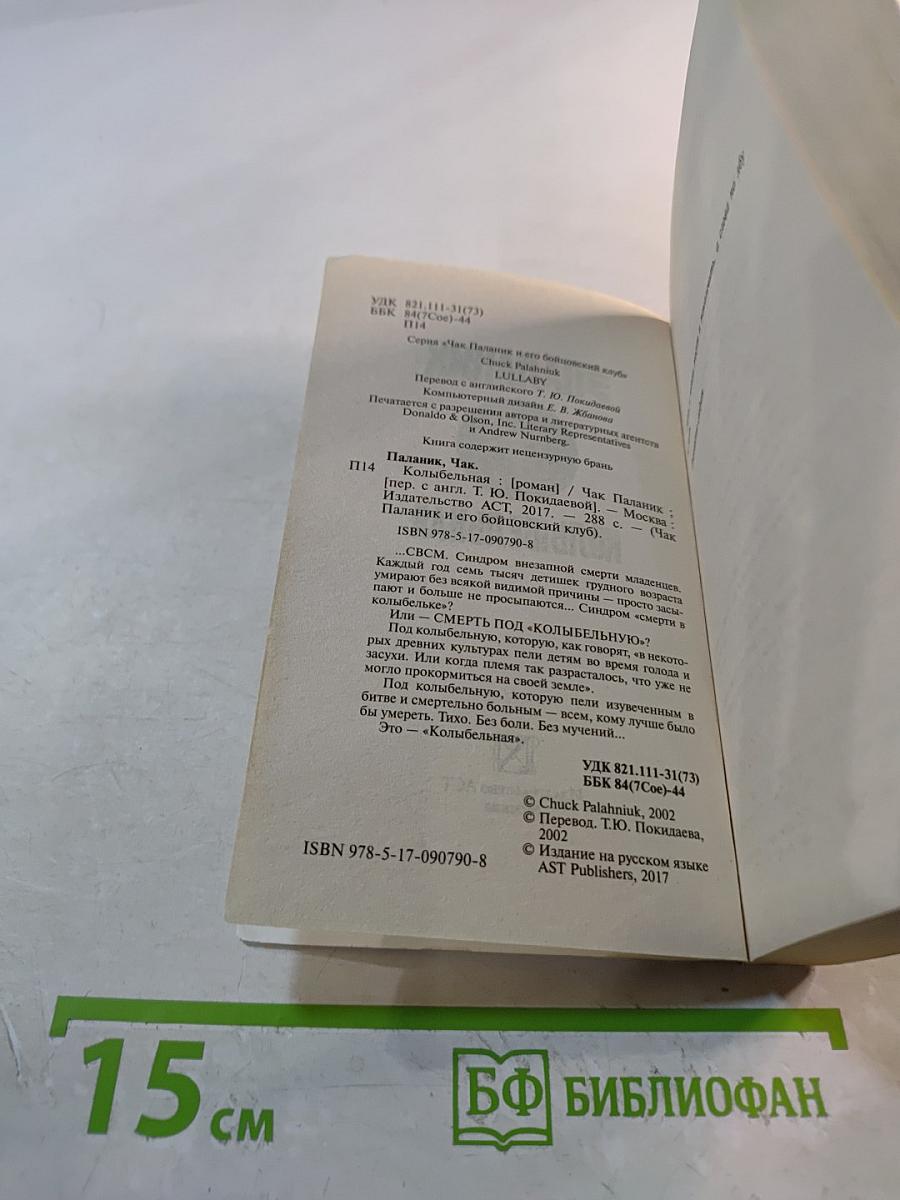 УДК 821.111-31(73)
ББК 84(7Сое)-44
П14
Серия «Чак Паланик и его бойцовский клуб»
Chuck Palahniuk
LULLABY
Перевод с английского Т. Ю. Покидаевой
Компьютерный дизайн Е. В. Жбанова
Печатается с разрешения автора и литературных агентств
Donaldo & Olson, Inc. Literary Representatives
и Andrew Nurnberg.
Книга содержит нецензурную брань
Паланик, Чак.
П14 Колыбельная : [роман] / Чак Паланик ;
[пер. с англ. Т. Ю. Покидаевой]. — Москва :
Издательство АСТ, 2017. — 288 с. — (Чак
Паланик и его бойцовский клуб).
ISBN 978-5-17-090790-8
...СВСМ. Синдром внезапной смерти младенцев.
Каждый год семь тысяч детишек грудного возраста
умирают без всякой видимой причины — просто засы-
пают и больше не просыпаются... Синдром «смерти в
колыбельке»?
Или — СМЕРТЬ ПОД «КОЛЫБЕЛЬНУЮ»?
Под колыбельную, которую, как говорят, «в некото-
рых древних культурах пели детям во время голода и
засухи. Или когда племя так разрасталось, что уже не
могло прокормиться на своей земле».
Под колыбельную, которую пели изувеченным в
битве и смертельно больным — всем, кому лучше было
бы умереть. Тихо. Без боли. Без мучений...
Это — «Колыбельная».
УДК 821.111-31(73)
ББК 84(7Сое)-44
© Chuck Palahniuk, 2002
© Перевод. Т.Ю. Покидаева,
2002
© Издание на русском языке
AST Publishers, 2017
ISBN 978-5-17-090790-8
15 см
БФ БИБЛИОФАН